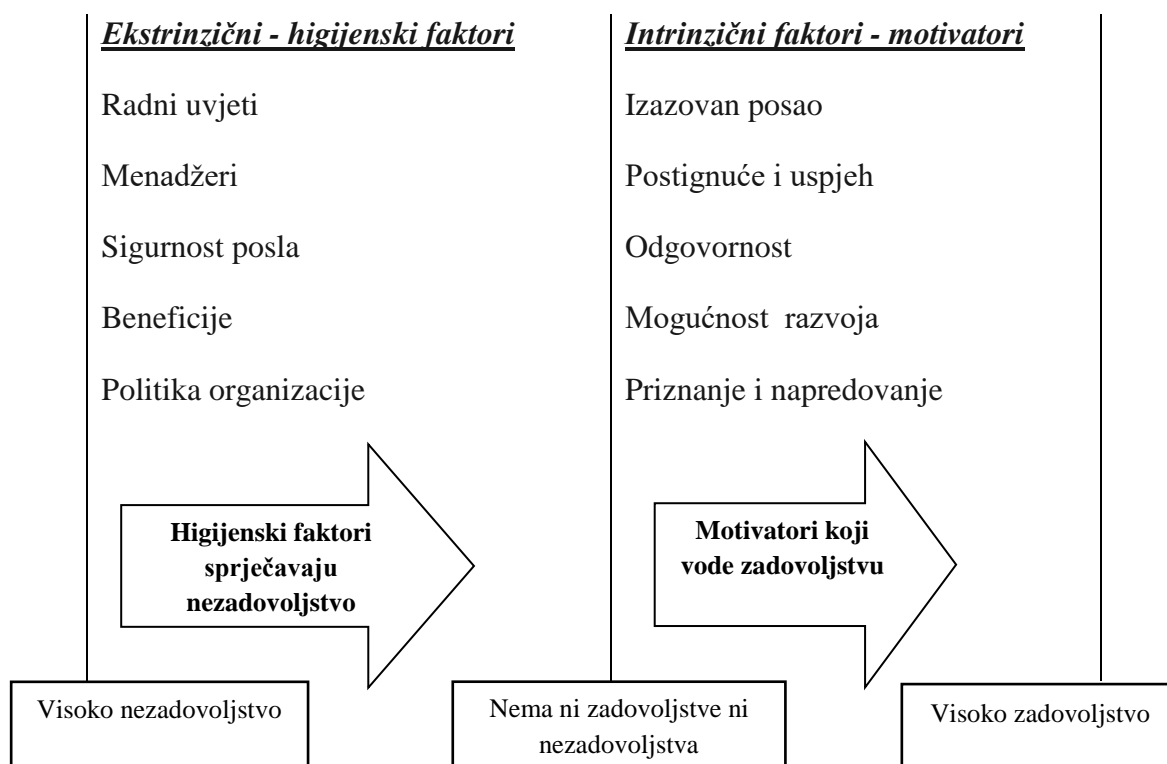 Ekstrinzični - higijenski faktori
Radni uvjeti
Menadžeri
Sigurnost posla
Beneficije
Politika organizacije
Intrinzični faktori - motivatori
Izazovan posao
Postignuće i uspjeh
Odgovornost
Mogućnost  razvoja
Priznanje i napredovanje
Higijenski faktori
sprječavaju
nezadovoljstvo
Motivatori koji
vode zadovoljstvu
Visoko nezadovoljstvo
Nema ni zadovoljstve ni
nezadovoljstva
Visoko zadovoljstvo